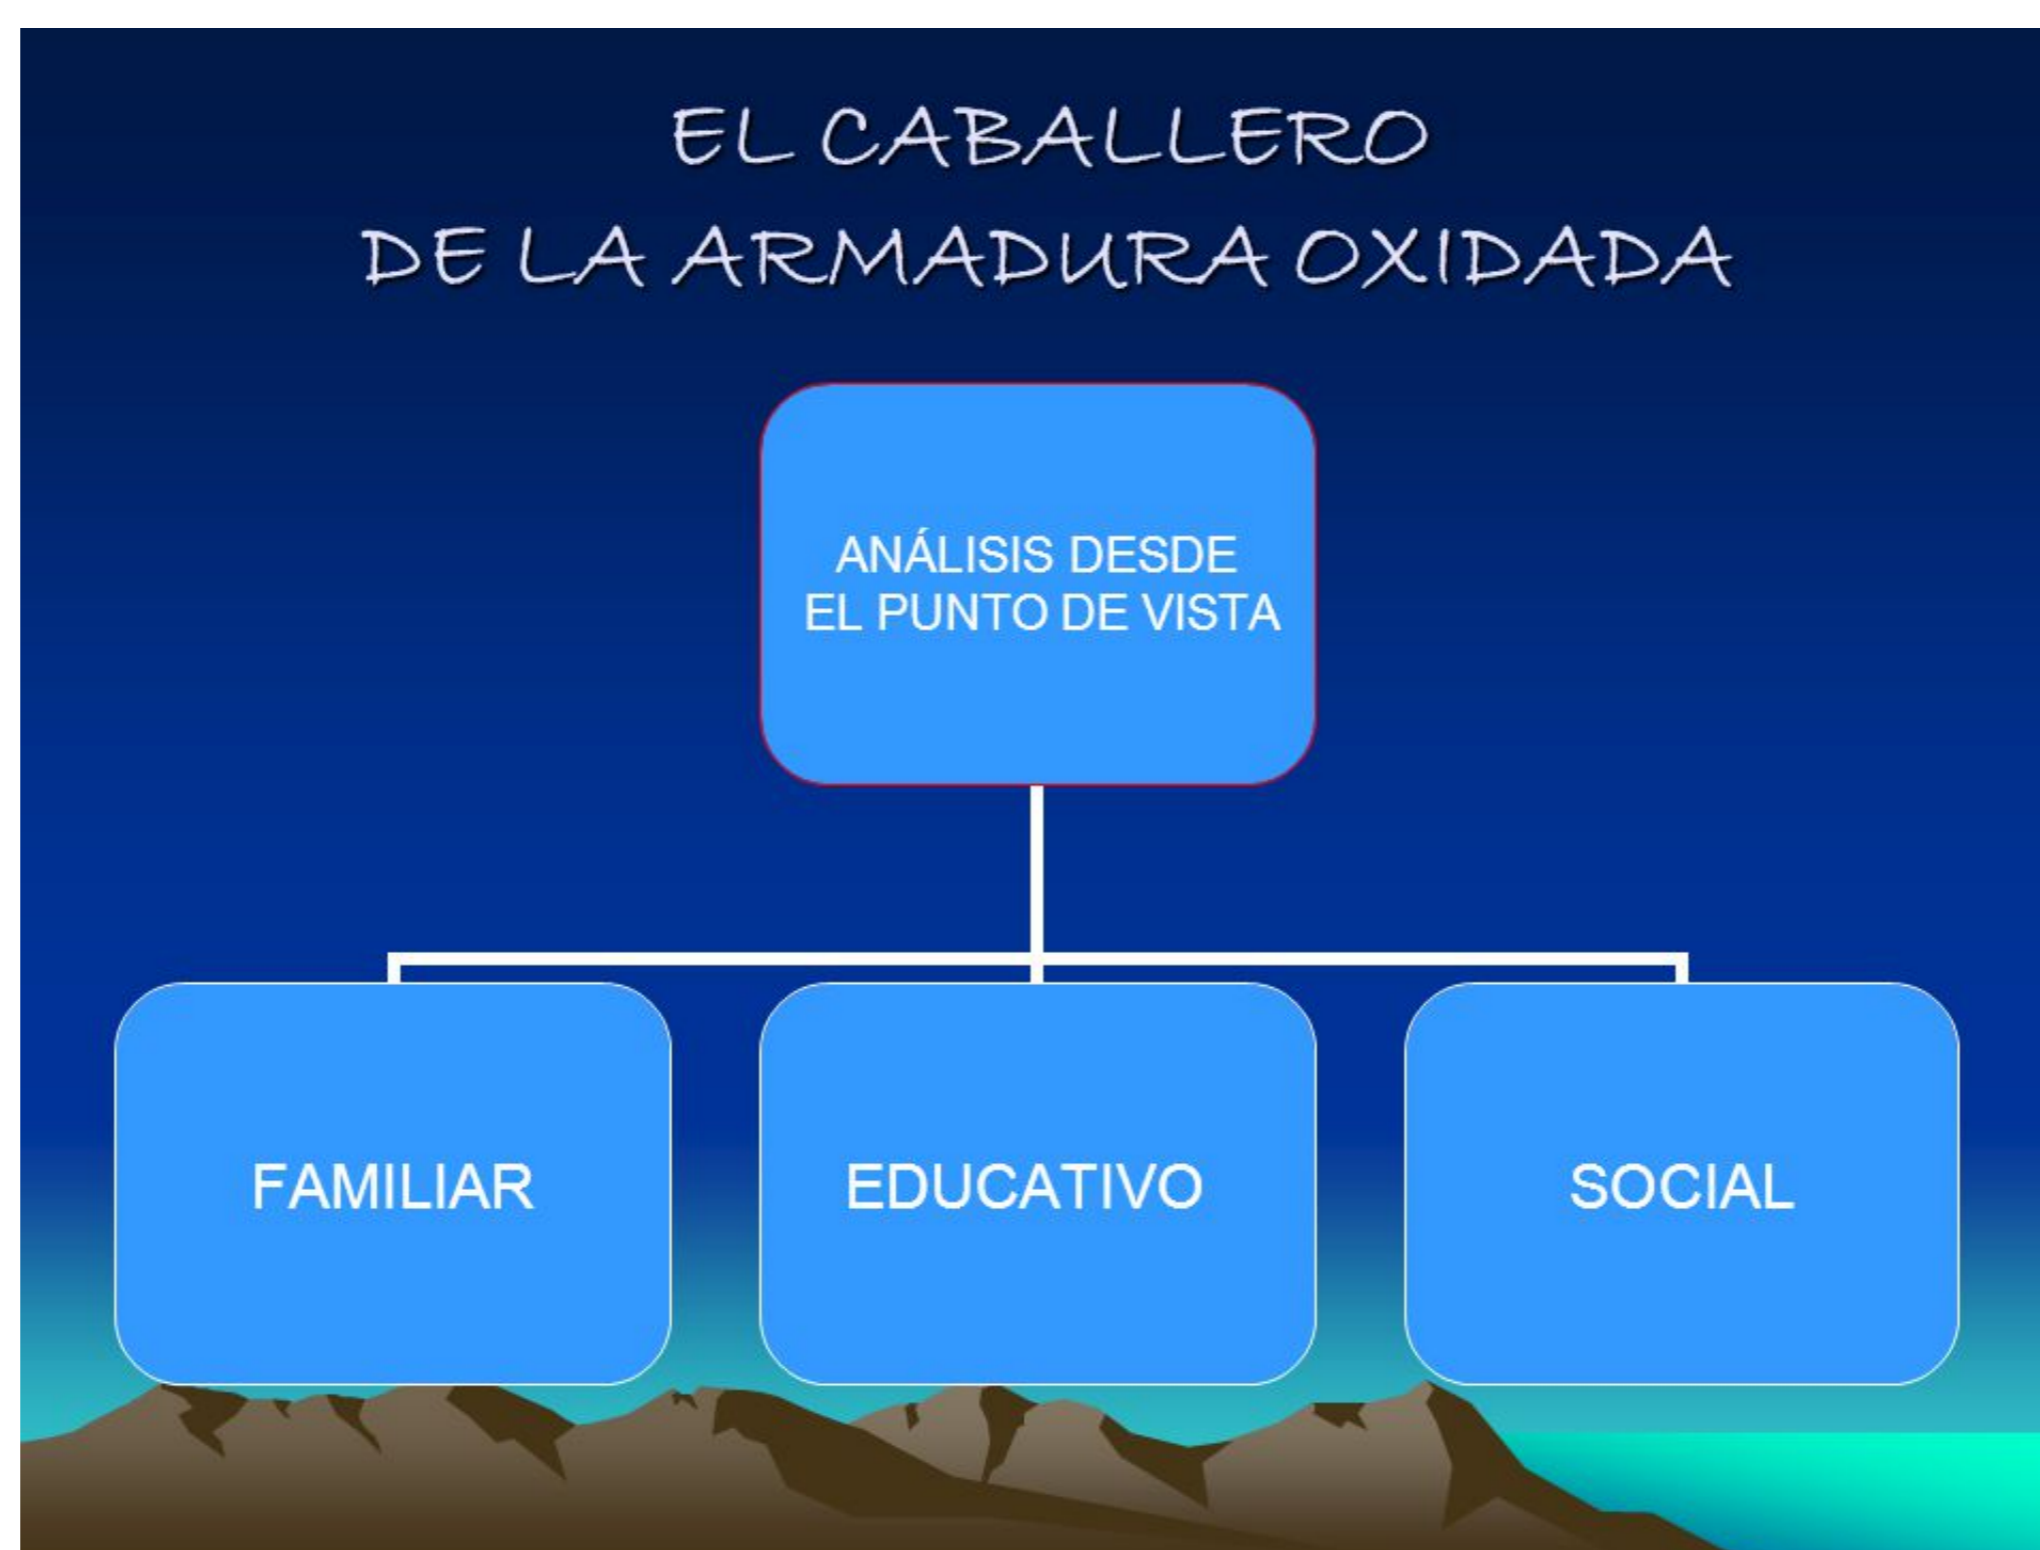 EL CABALLERO
DE LA ARMADURA OXIDADA
ANÁLISIS DESDE
EL PUNTO DE VISTA
FAMILIAR
EDUCATIVO
SOCIAL